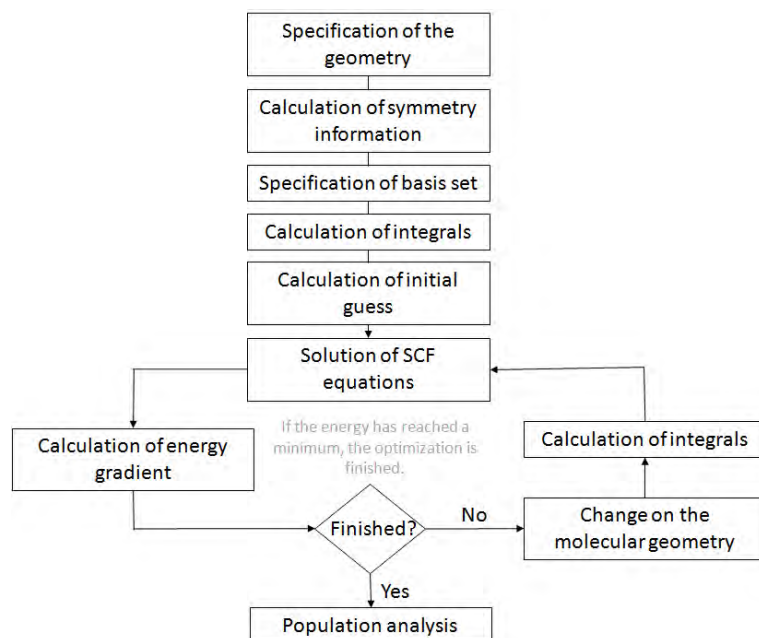 Specification of the
geometry
Calculation of symmetry
information
Specification of basis set
Calculation of integrals
Calculation of initial
guess
Solution of SCF
equations
If the energy has reached a
minimum, the optimization is
finished.
Calculation of energy
gradient
Calculation of integrals
Finished?
No
Change on the
molecular geometry
Yes
Population analysis